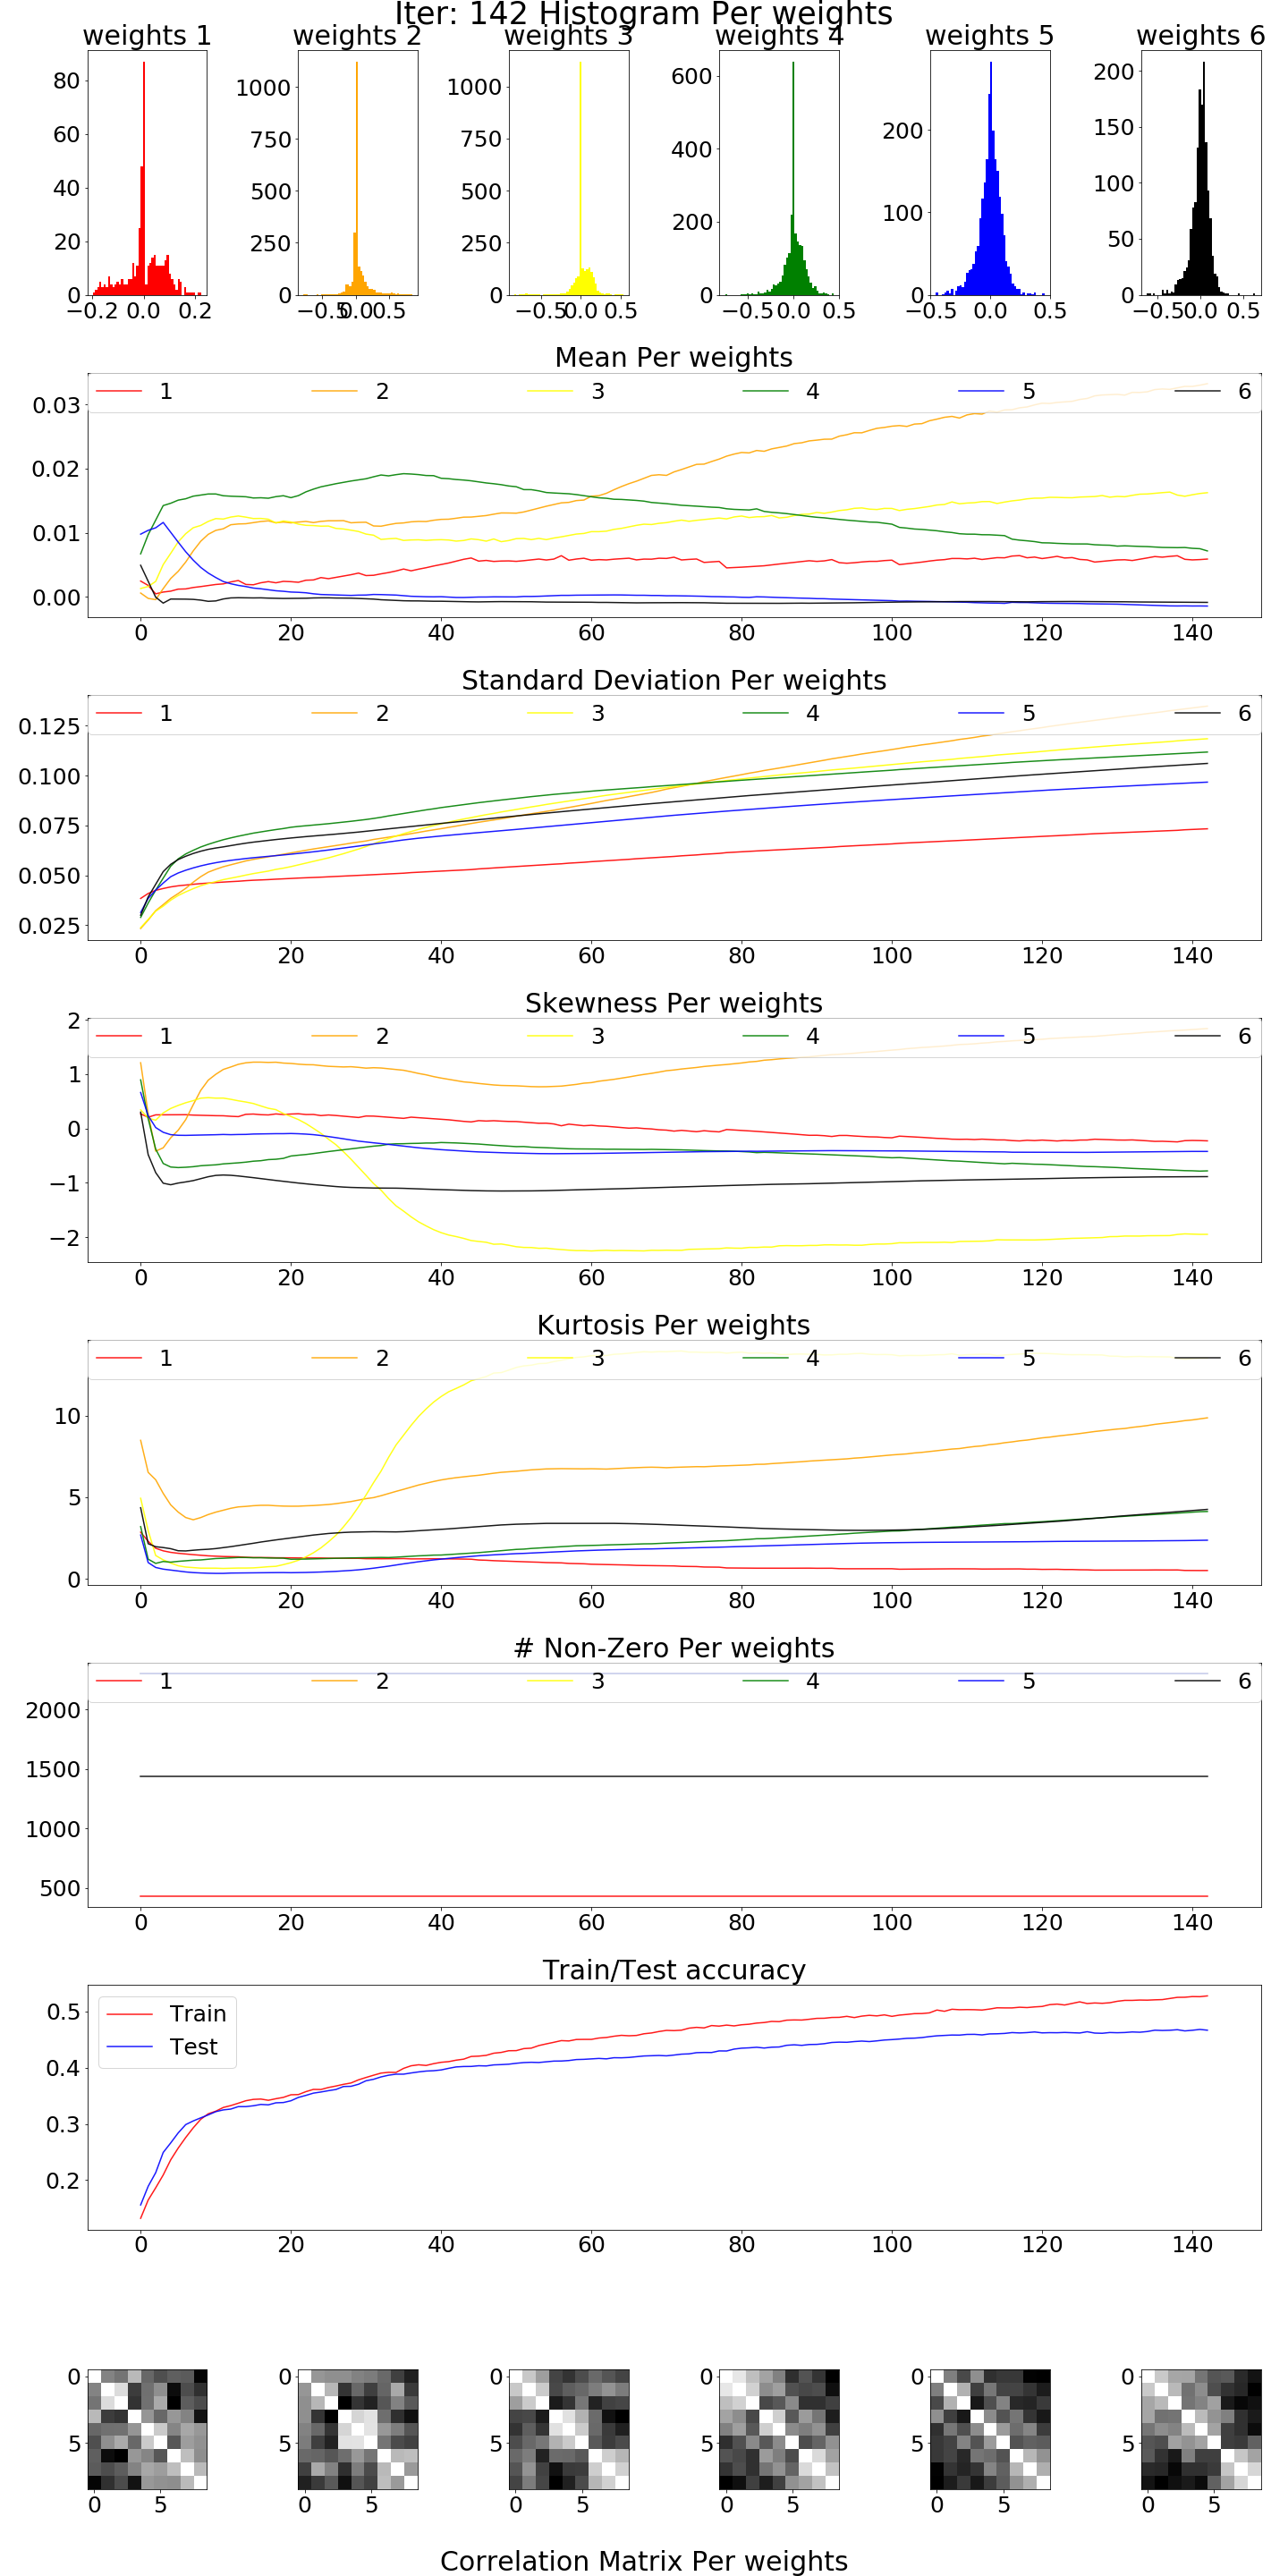 Iter: 142 Histogram Per weights
weights 1 weights 2 weights 3 weights 4 weights 5 weights 6
80
60
40
20
0
−0.2 0.0 0.2
1000
750
500
250
0
−0.5 0.0 0.5
1000
750
500
250
0
−0.5 0.0 0.5
600
400
200
0
−0.5 0.0 0.5
200
100
0
−0.5 0.0 0.5
200
150
100
50
0
−0.5 0.0 0.5
Mean Per weights
1 2 3 4 5 6
0.03
0.02
0.01
0.00
0 20 40 60 80 100 120 140
Standard Deviation Per weights
1 2 3 4 5 6
0.125
0.100
0.075
0.050
0.025
0 20 40 60 80 100 120 140
Skewness Per weights
1 2 3 4 5 6
2
1
0
−1
−2
0 20 40 60 80 100 120 140
Kurtosis Per weights
1 2 3 4 5 6
10
5
0
0 20 40 60 80 100 120 140
# Non-Zero Per weights
1 2 3 4 5 6
2000
1500
1000
500
0 20 40 60 80 100 120 140
Train/Test accuracy
Train
Test
0.5
0.4
0.3
0.2
0 20 40 60 80 100 120 140
0
5
0 5
0
5
0 5
0
5
0 5
0
5
0 5
0
5
0 5
0
5
0 5
Correlation Matrix Per weights